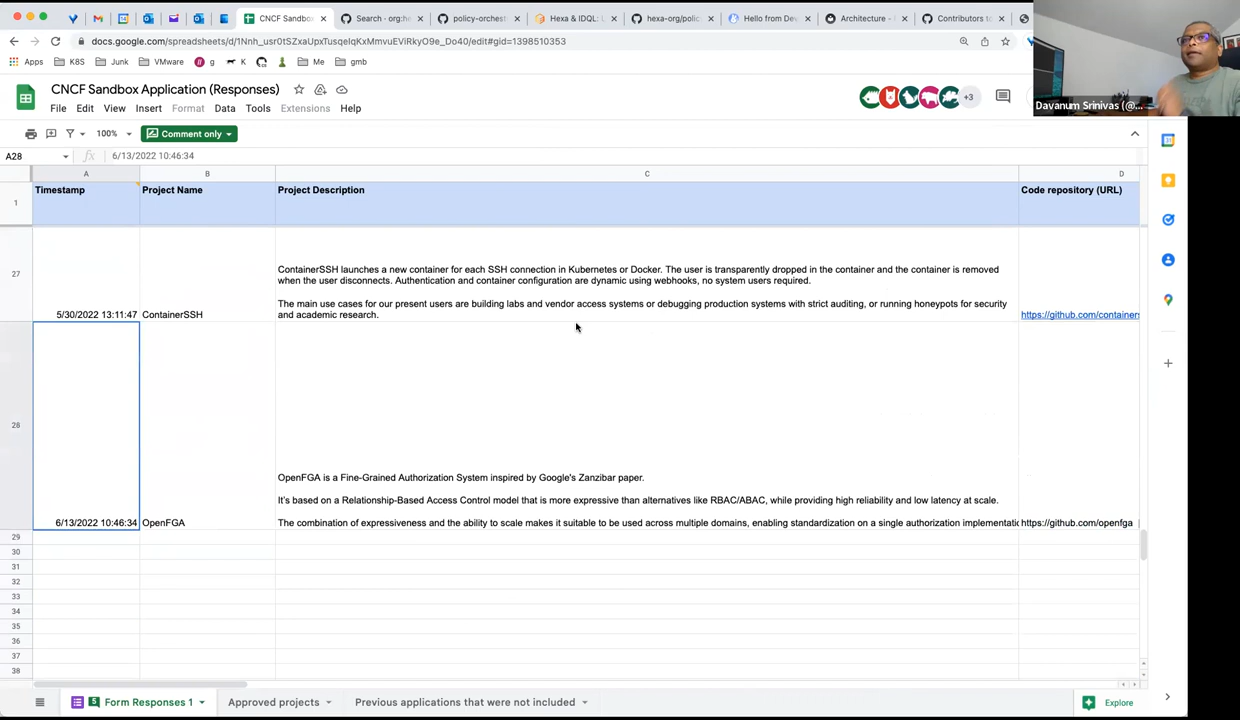 CNCF Sandbox
Search · org:he
policy-orchest
Hexa & IDQL:
hexa-org/polic
Hello from Dev
Architecture -
Contributors to
docs.google.com/spreadsheets/d/1Nnh_usr0tSZxaUpxTusqeIqKxMmvuEViRkyO9e_Do40/edit#gid=1398510353
Apps K8S Junk VMware g K Me gmb
CNCF Sandbox Application (Responses)
File Edit View Insert Format Data Tools Extensions Help
+3
Davanum Srinivas (@...
100% Comment only
A28 fx 6/13/2022 10:46:34
A B C D
1 Timestamp Project Name Project Description Code repository (URL)
27
ContainerSSH launches a new container for each SSH connection in Kubernetes or Docker. The user is transparently dropped in the container and the container is removed
when the user disconnects. Authentication and container configuration are dynamic using webhooks, no system users required.
The main use cases for our present users are building labs and vendor access systems or debugging production systems with strict auditing, or running honeypots for security
and academic research.
5/30/2022 13:11:47 ContainerSSH
https://github.com/containers
28
OpenFGA is a Fine-Grained Authorization System inspired by Google's Zanzibar paper.
It's based on a Relationship-Based Access Control model that is more expressive than alternatives like RBAC/ABAC, while providing high reliability and low latency at scale.
6/13/2022 10:46:34 OpenFGA
The combination of expressiveness and the ability to scale makes it suitable to be used across multiple domains, enabling standardization on a single authorization implementatic
https://github.com/openfga
29
30
31
32
33
34
35
36
37
38
5 Form Responses 1 Approved projects Previous applications that were not included Explore